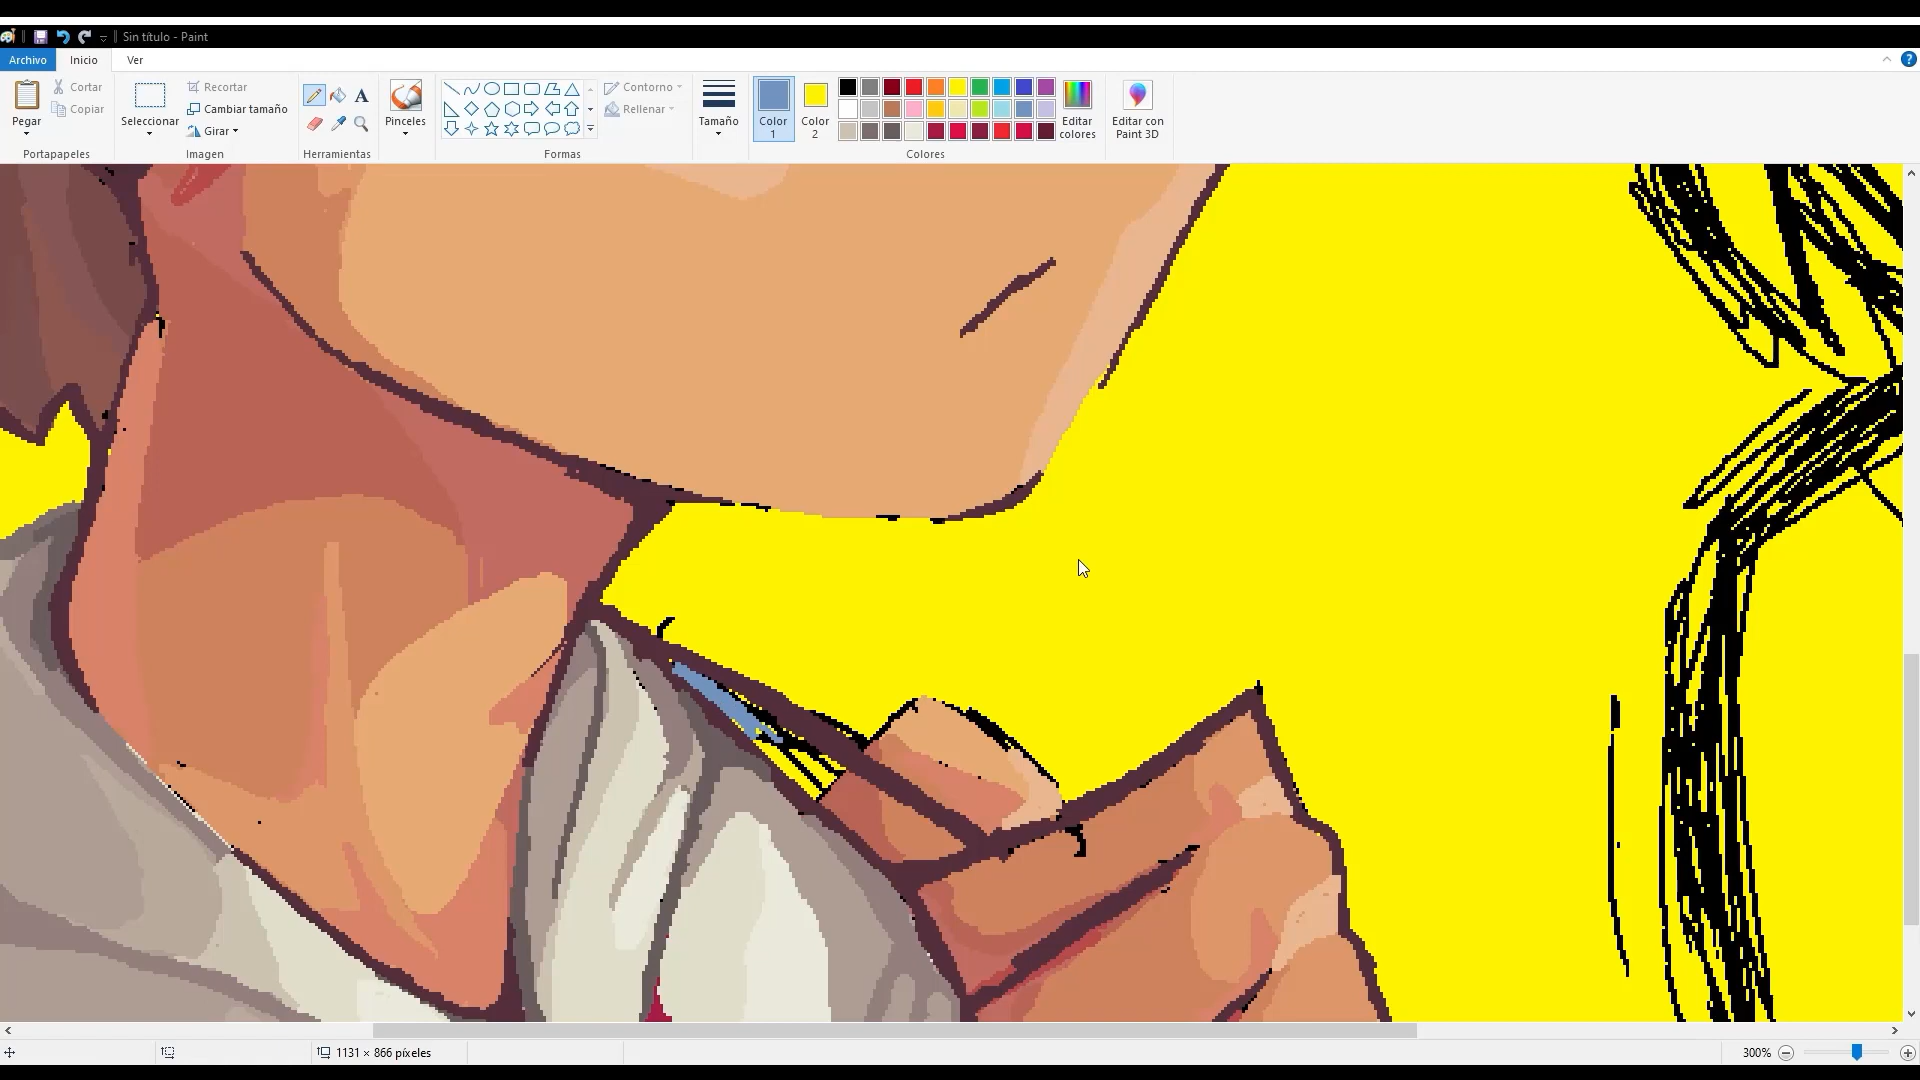 Sin título - Paint
Archivo Inicio Ver
Pegar
Cortar
Copiar
Portapapeles
Seleccionar
Recortar
Cambiar tamaño
Girar
Imagen
A
Herramientas
Pinceles
Contorno
Rellenar
Formas
Tamaño
Color
1
Color
2
Editar
colores
Colores
Editar con
Paint 3D
?
1131 × 866 píxeles
300%